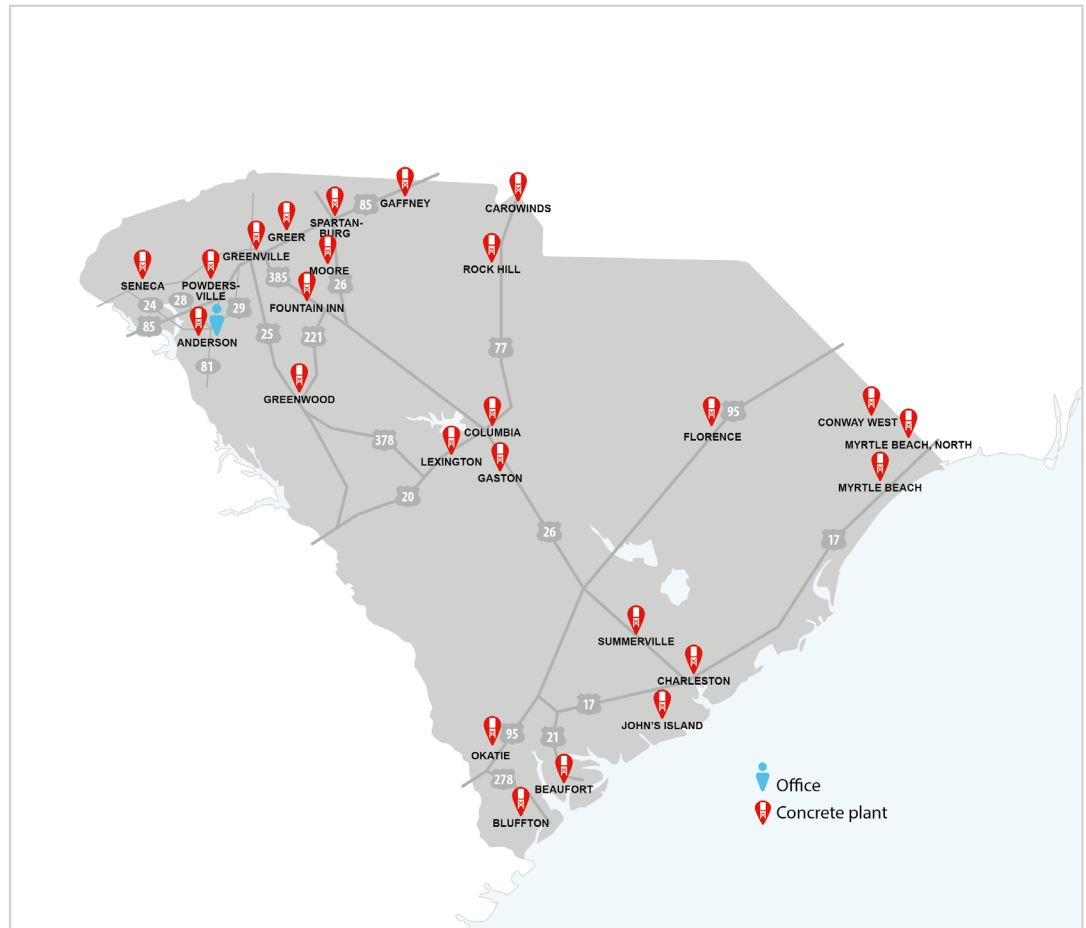 GAFFNEY
CAROWINDS
85
SPARTAN-
BURG
GREER
GREENVILLE
MOORE
ROCK HILL
SENECA
POWDERS-
VILLE
385
26
FOUNTAIN INN
24
28
29
85
ANDERSON
25
221
77
81
GREENWOOD
COLUMBIA
378
LEXINGTON
GASTON
20
FLORENCE
95
CONWAY WEST
MYRTLE BEACH, NORTH
MYRTLE BEACH
26
17
SUMMERVILLE
CHARLESTON
17
JOHN'S ISLAND
95
21
OKATIE
278
BEAUFORT
BLUFFTON
Office
Concrete plant